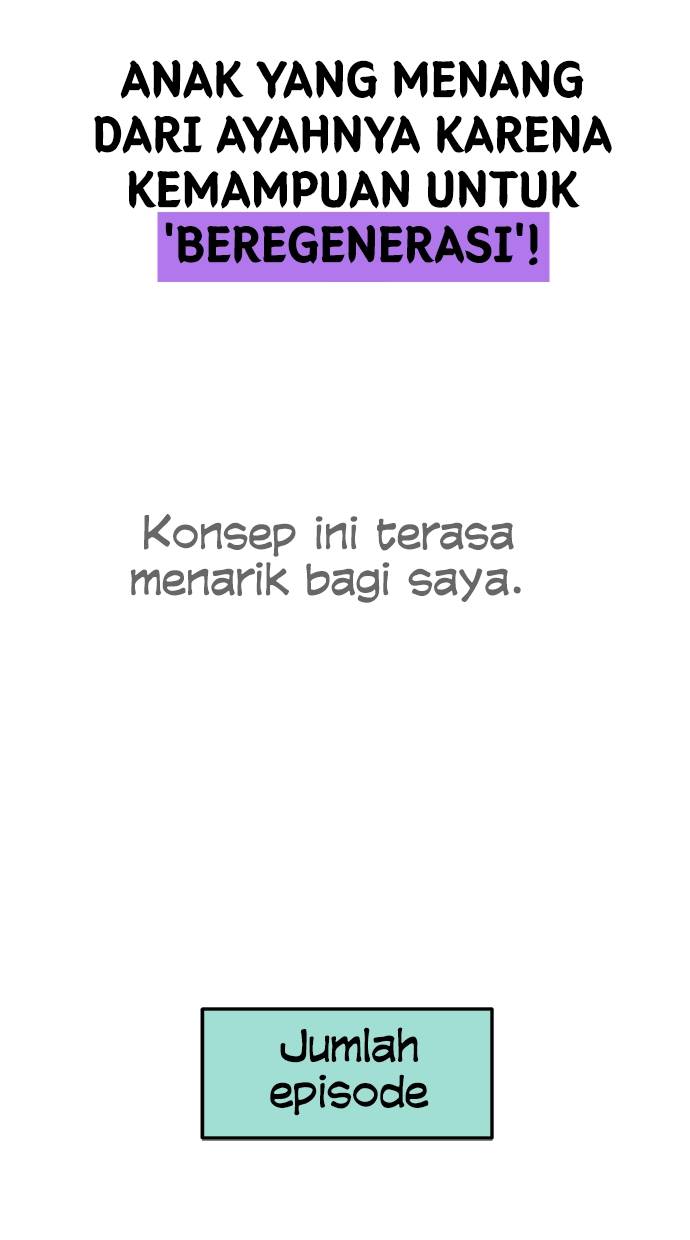 ANAK YANG MENANG
DARI AYAHNYA KARENA
KEMAMPUAN UNTUK
'BEREGENERASI'!
Konsep ini terasa
menarik bagi saya.
Jumlah
episode